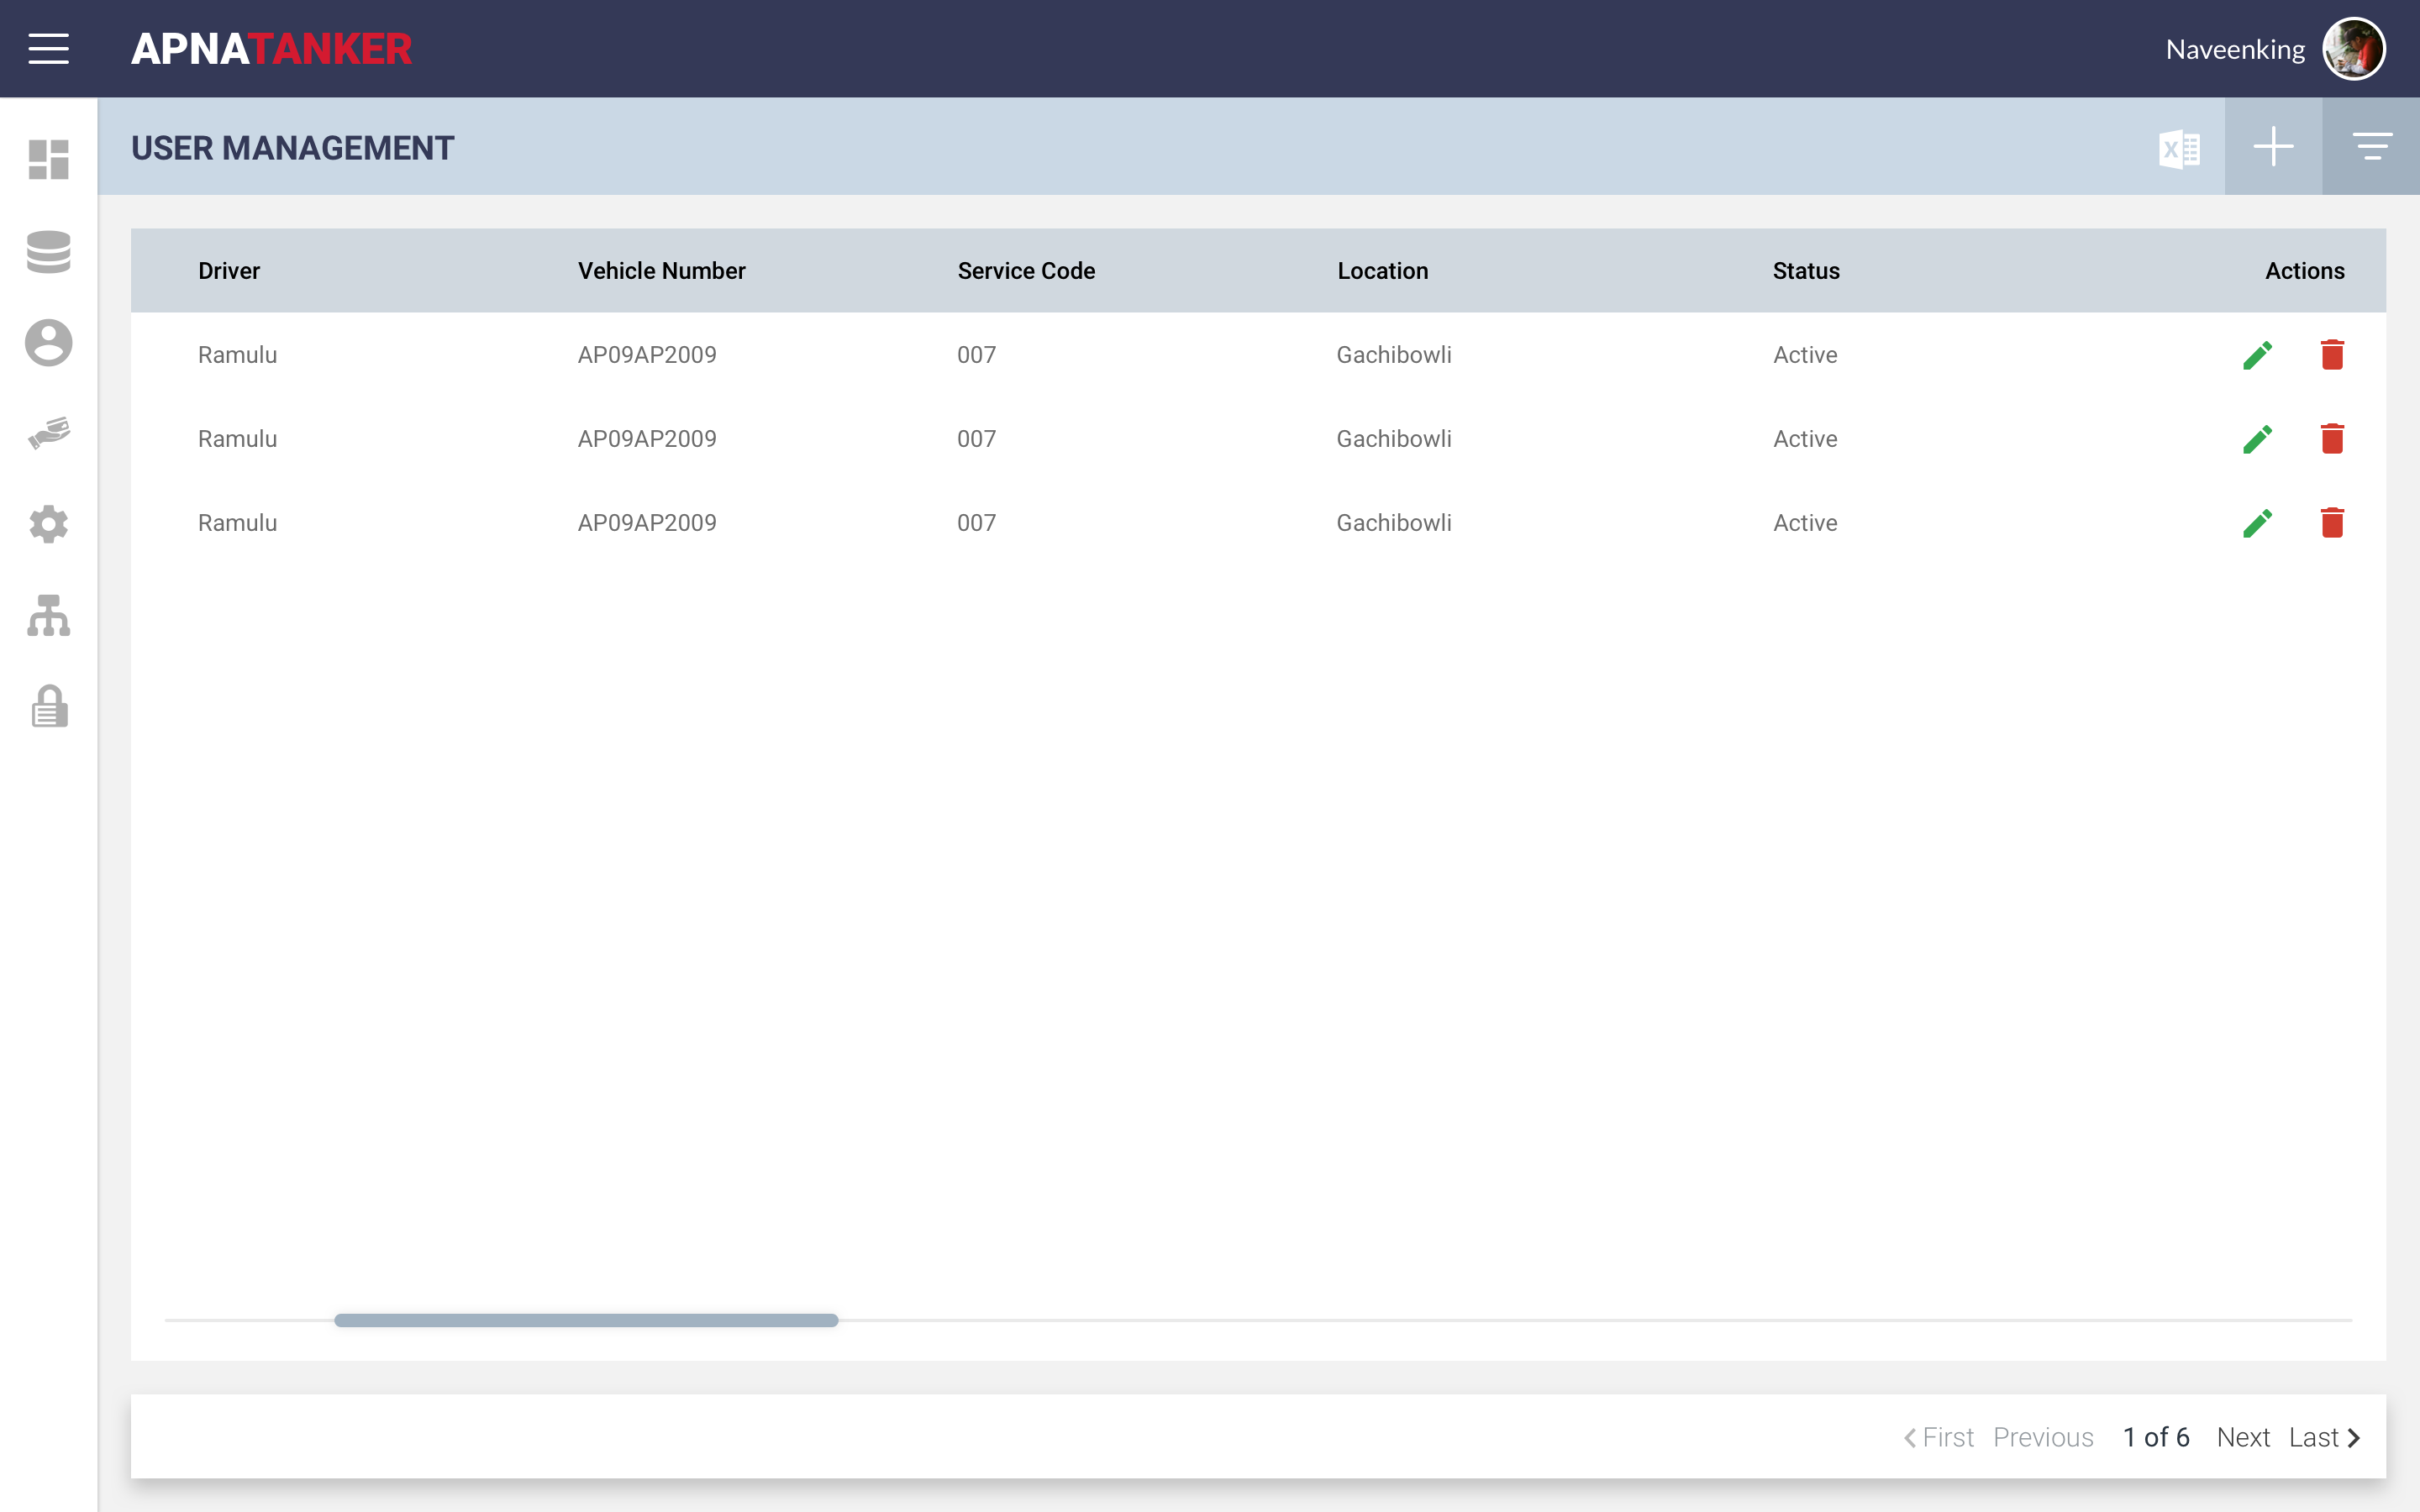 APNATANKER
Naveenking
USER MANAGEMENT
X
Driver Vehicle Number Service Code Location Status Actions
Ramulu AP09AP2009 007 Gachibowli Active
Ramulu AP09AP2009 007 Gachibowli Active
Ramulu AP09AP2009 007 Gachibowli Active
First Previous 1 of 6 Next Last